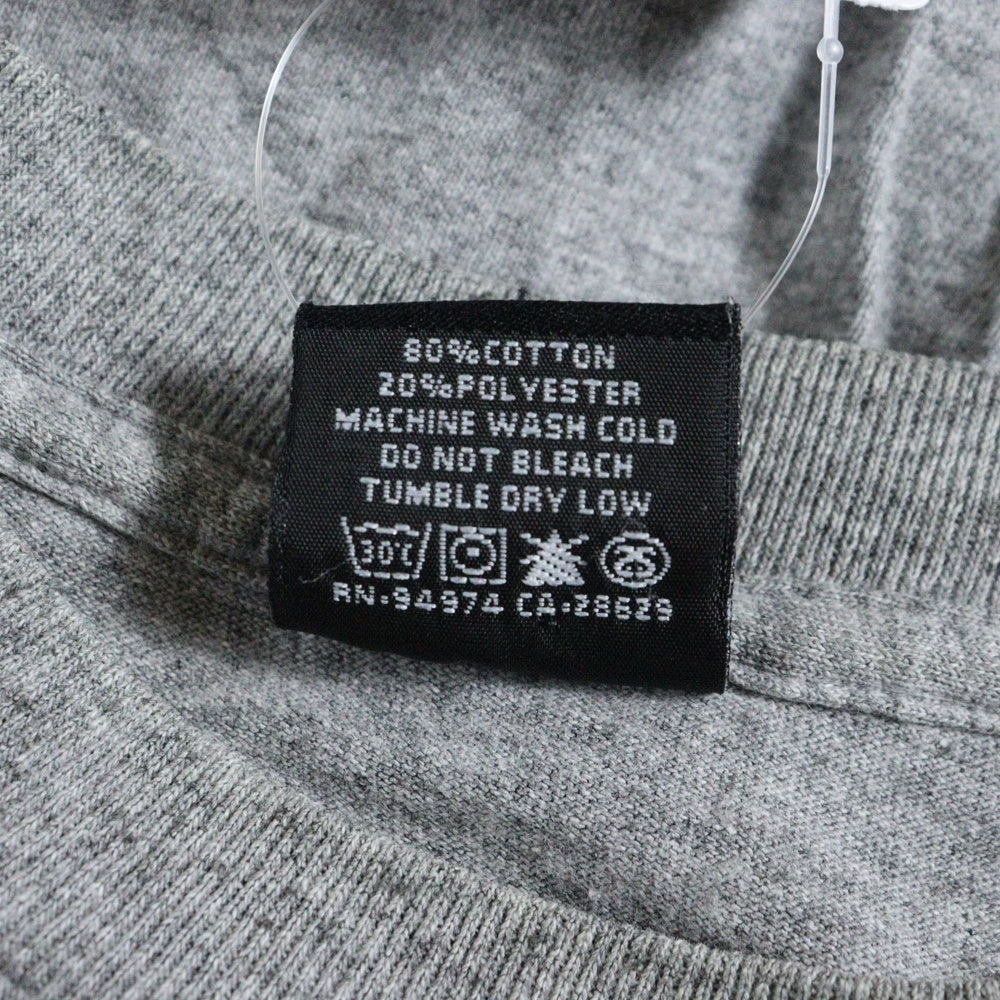 80%COTTON
20%POLYESTER
MACHINE WASH COLD
DO NOT BLEACH
TUMBLE DRY LOW
30℃
RN·94974 CA·28629